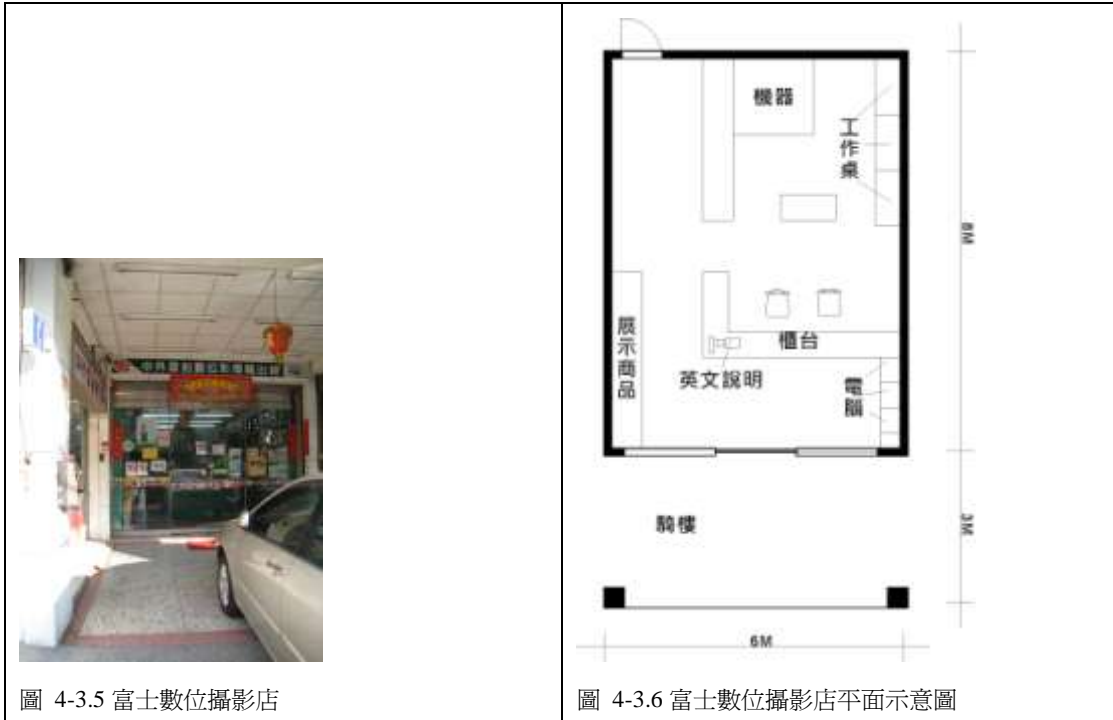 機器
工作桌
8M
展示商品
櫃台
英文說明
電腦
騎樓
3M
6M
圖 4-3.5 富士數位攝影店
圖 4-3.6 富士數位攝影店平面示意圖